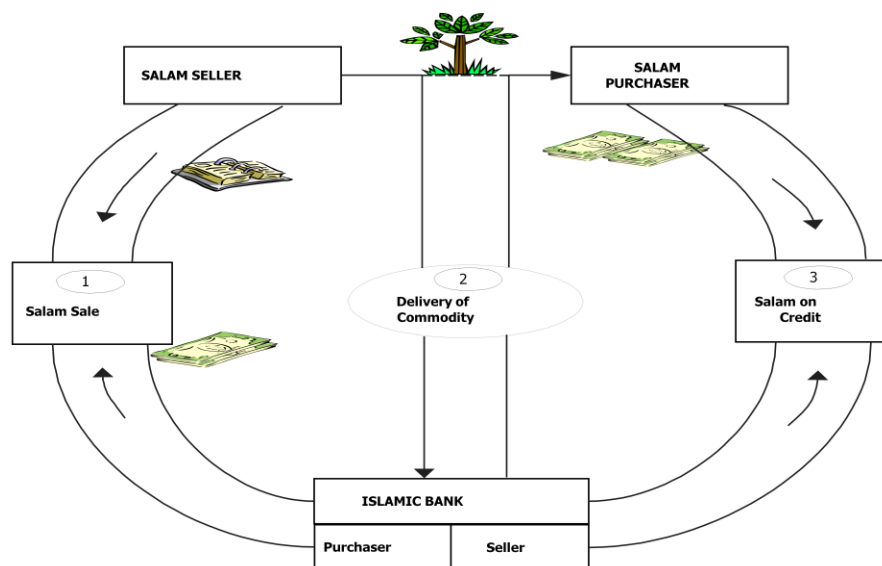 SALAM SELLER
SALAM
PURCHASER
1
Salam Sale
2
Delivery of
Commodity
3
Salam on
Credit
ISLAMIC BANK
Purchaser
Seller